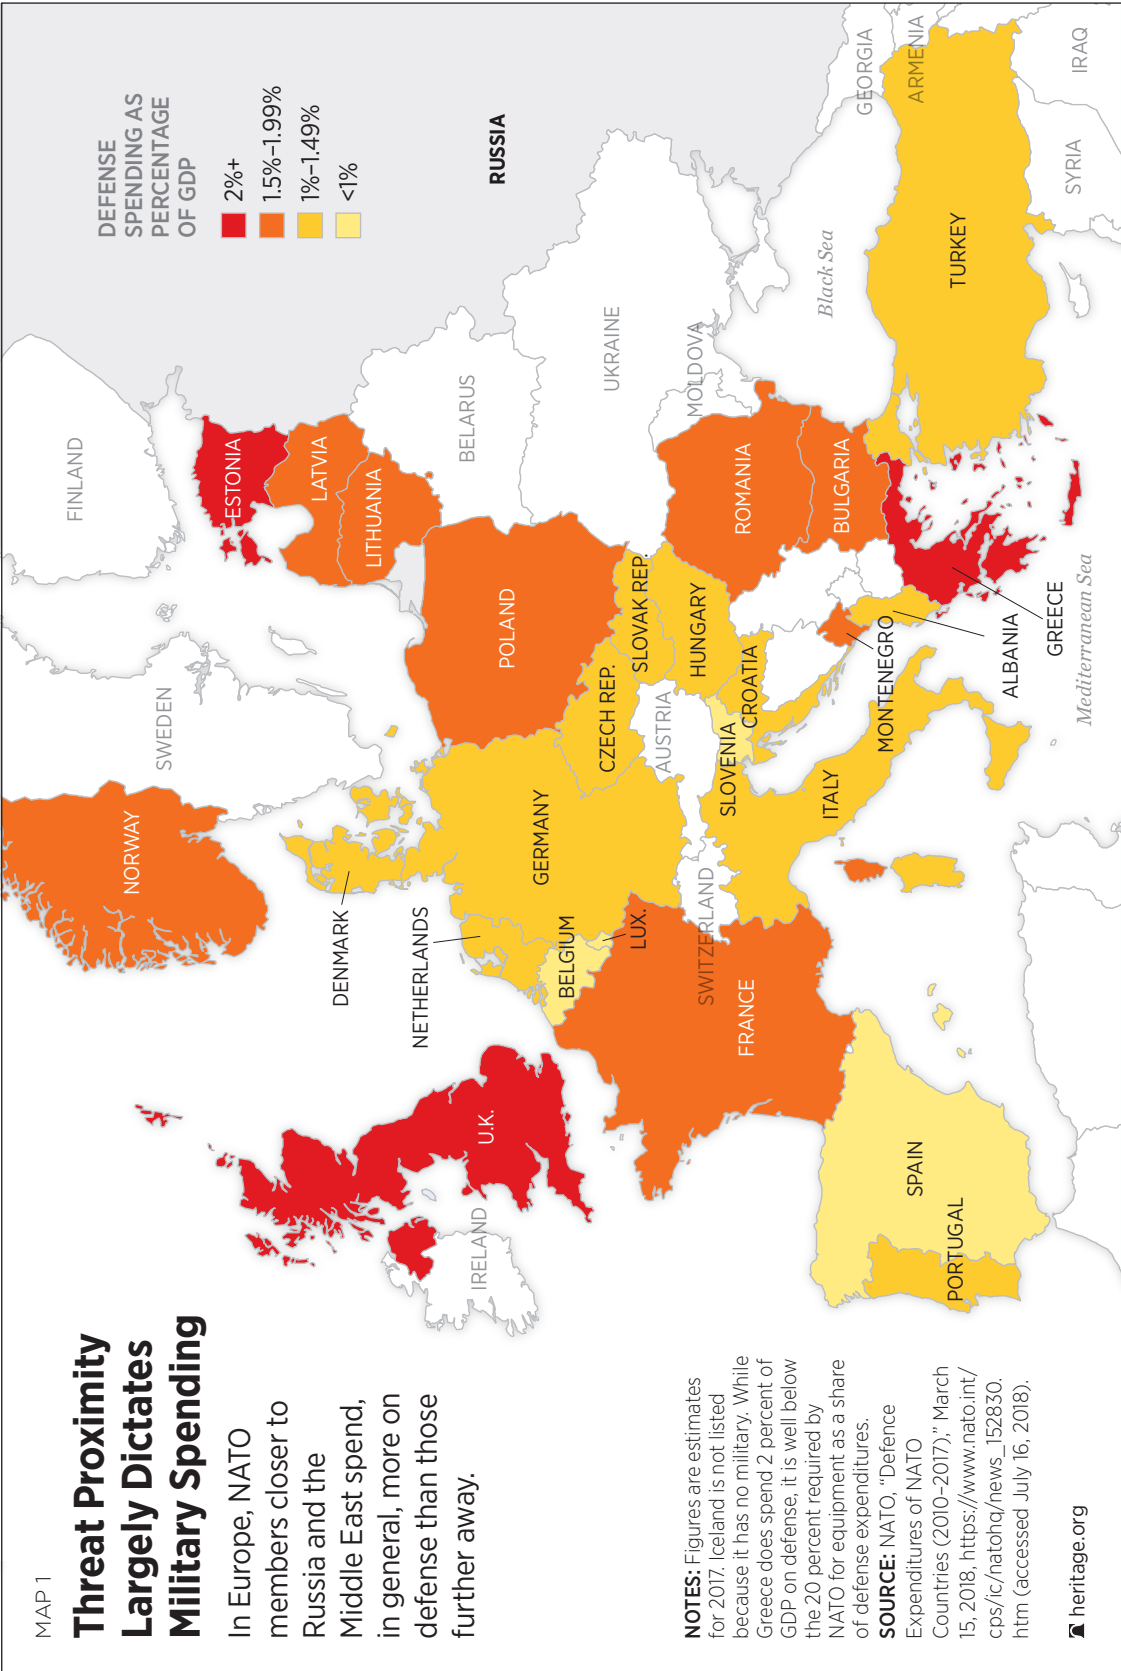 MAP 1
Threat Proximity
Largely Dictates
Military Spending
In Europe, NATO
members closer to
Russia and the
Middle East spend,
in general, more on
defense than those
further away.
DEFENSE
SPENDING AS
PERCENTAGE
OF GDP
2%+
1.5%–1.99%
1%–1.49%
<1%
NORWAY
SWEDEN
FINLAND
ESTONIA
LATVIA
LITHUANIA
RUSSIA
DENMARK
NETHERLANDS
IRELAND
U.K.
BELGIUM
LUX.
GERMANY
POLAND
BELARUS
UKRAINE
CZECH REP.
SLOVAK REP.
AUSTRIA
HUNGARY
MOLDOVA
SWITZERLAND
FRANCE
SLOVENIA
CROATIA
ROMANIA
ITALY
BULGARIA
Black Sea
GEORGIA
ARMENIA
MONTENEGRO
SPAIN
PORTUGAL
TURKEY
ALBANIA
GREECE
Mediterranean Sea
SYRIA
IRAQ
NOTES: Figures are estimates
for 2017. Iceland is not listed
because it has no military. While
Greece does spend 2 percent of
GDP on defense, it is well below
the 20 percent required by
NATO for equipment as a share
of defense expenditures.
SOURCE: NATO, “Defence
Expenditures of NATO
Countries (2010–2017),” March
15, 2018, https://www.nato.int/
cps/ic/natohq/news_152830.
htm (accessed July 16, 2018).
heritage.org